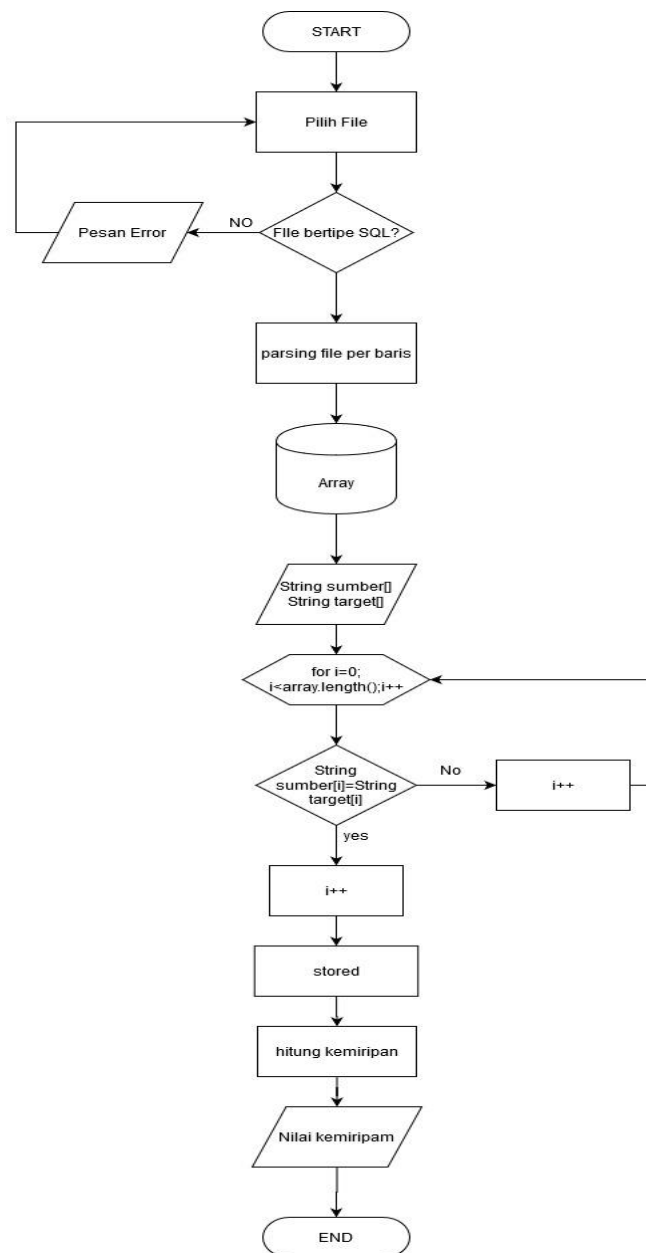 START
Pilih File
FIle bertipe SQL?
NO
Pesan Error
parsing file per baris
Array
String sumber[]
String target[]
for i=0;
i<array.length();i++
String
sumber[i]=String
target[i]
No
i++
yes
i++
stored
hitung kemiripan
Nilai kemiripam
END